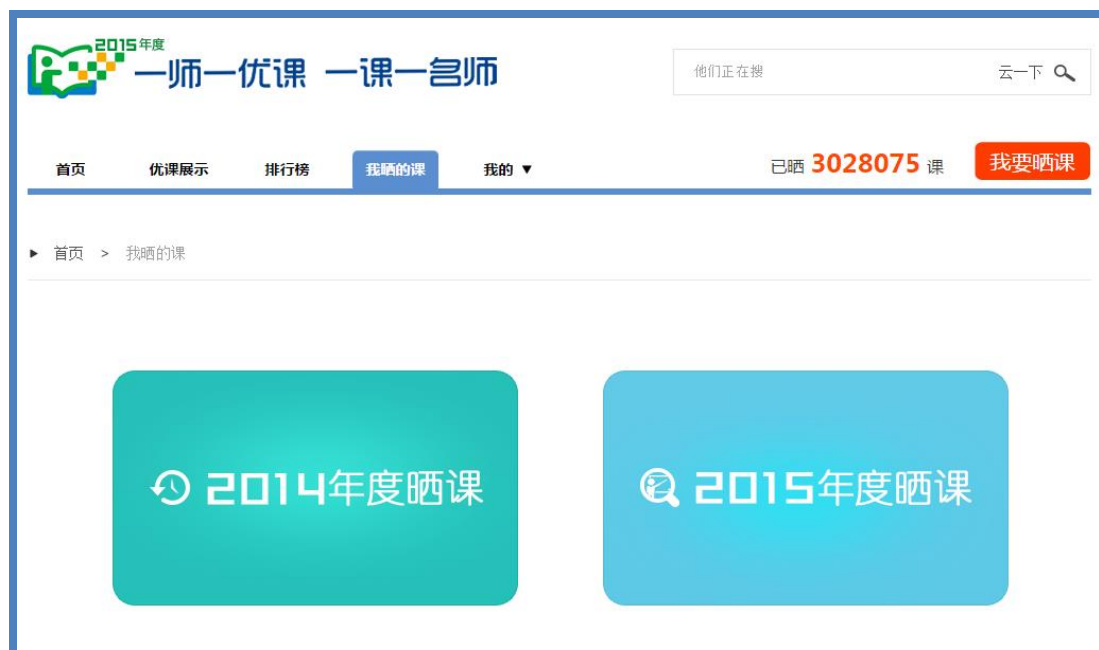 2015年度
一师一优课 一课一名师
他们正在搜 云一下
首页 优课展示 排行榜 我晒的课 我的 ▼ 已晒 3028075 课 我要晒课
首页 > 我晒的课
2014年度晒课 2015年度晒课